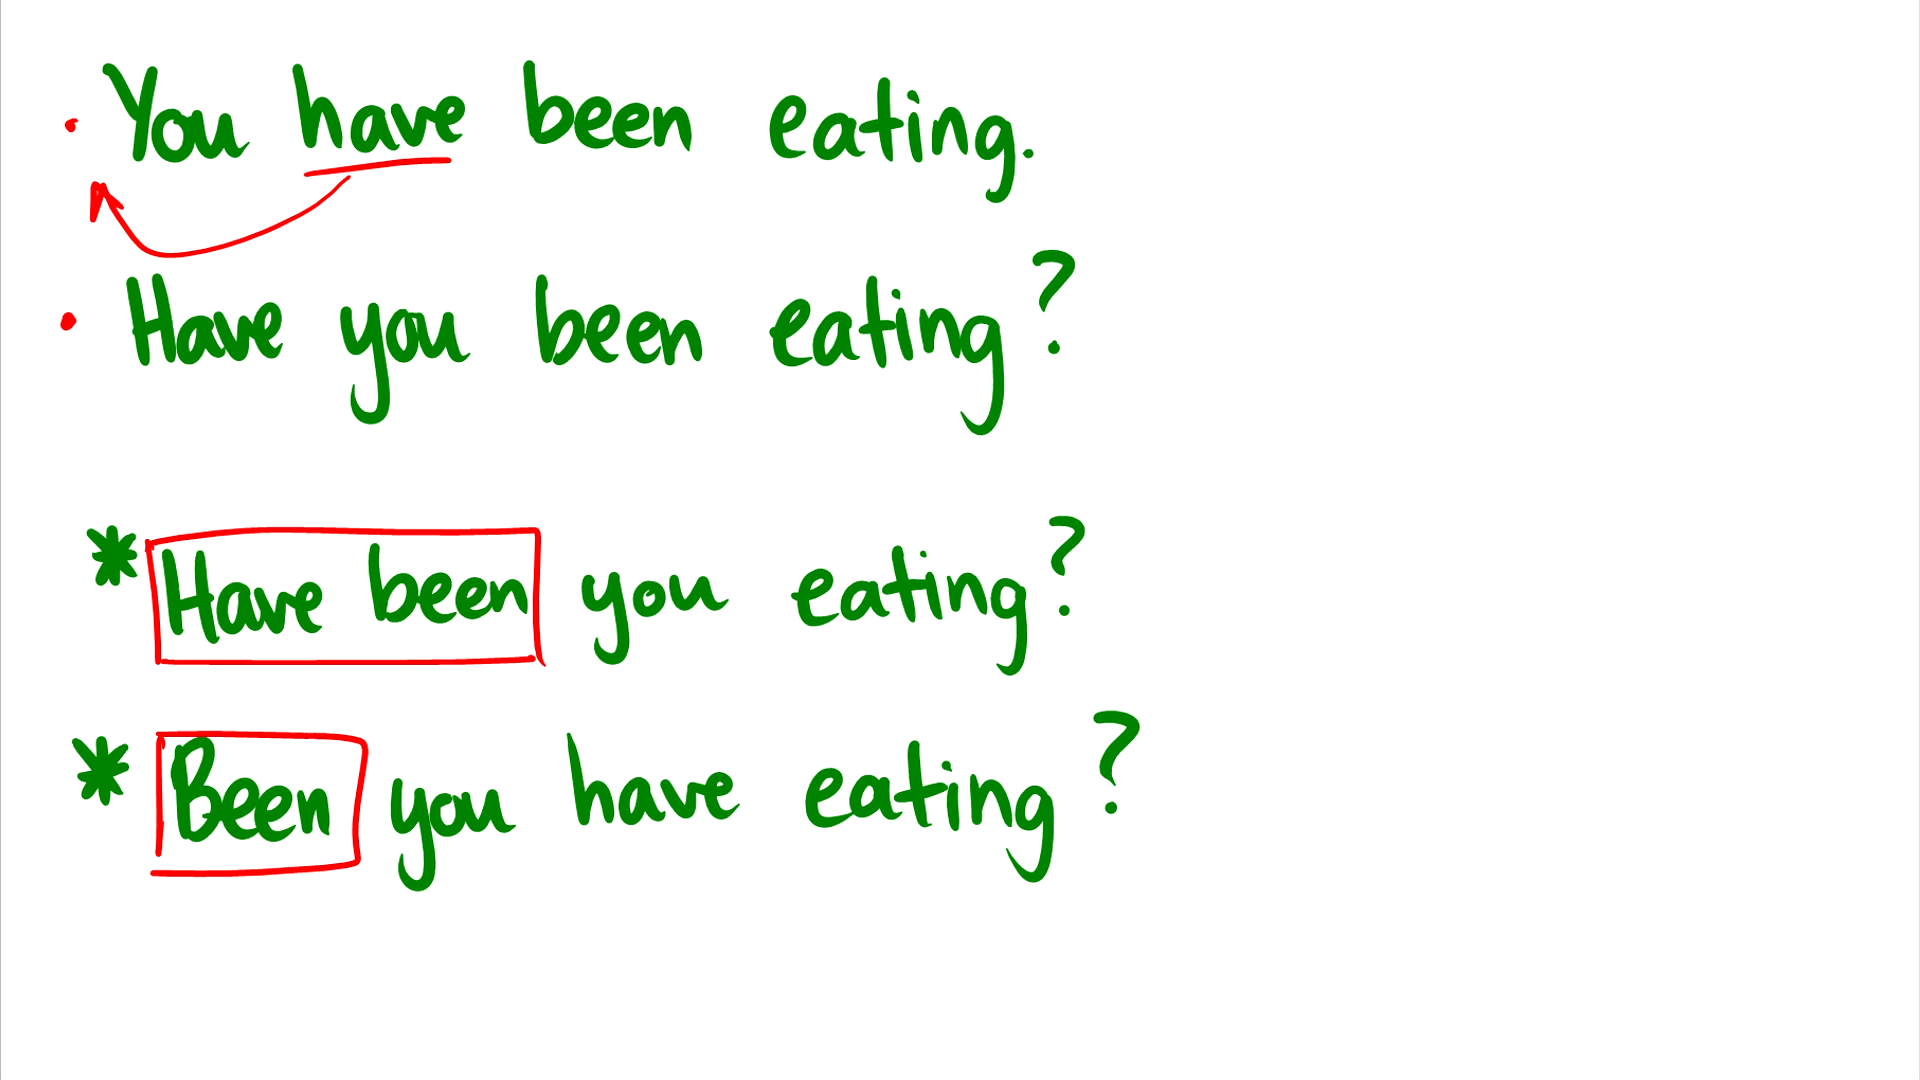 · You have been eating.
· Have you been eating?
* Have been you eating?
* Been you have eating?